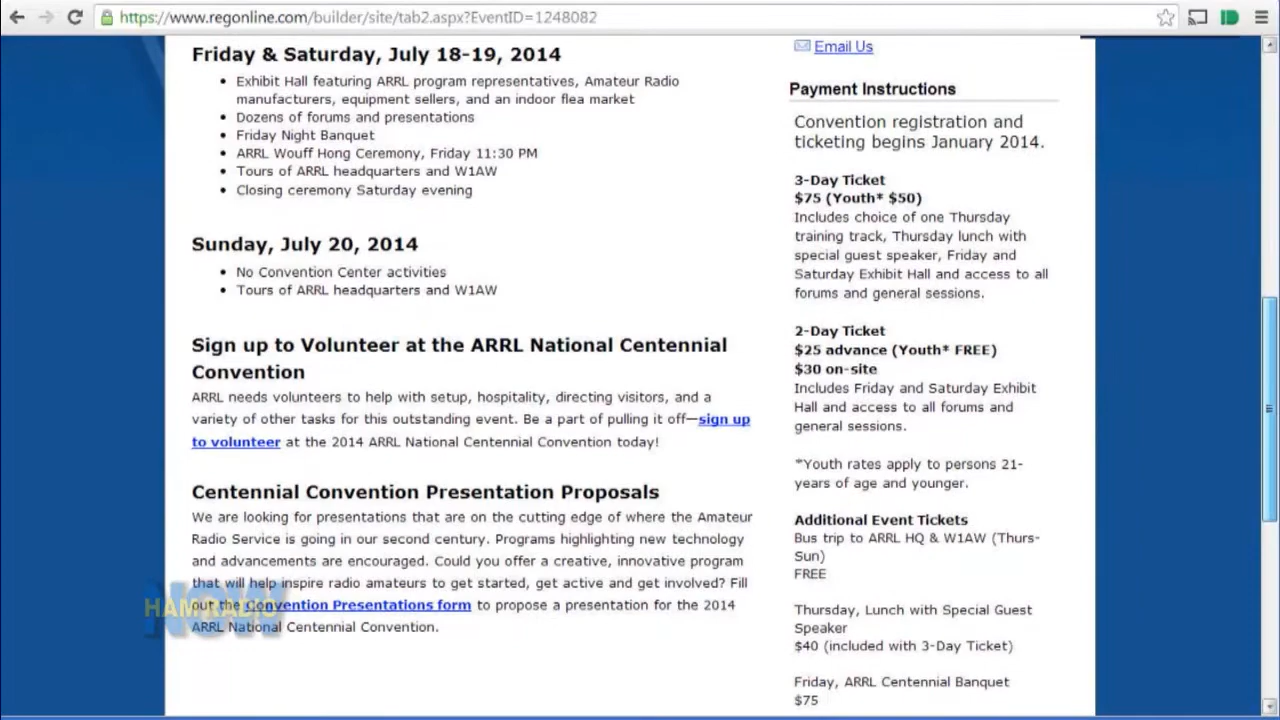 https://www.regonline.com/builder/site/tab2.aspx?EventID=1248082
Friday & Saturday, July 18-19, 2014
Exhibit Hall featuring ARRL program representatives, Amateur Radio
manufacturers, equipment sellers, and an indoor flea market
Dozens of forums and presentations
Friday Night Banquet
ARRL Wouff Hong Ceremony, Friday 11:30 PM
Tours of ARRL headquarters and W1AW
Closing ceremony Saturday evening
Sunday, July 20, 2014
No Convention Center activities
Tours of ARRL headquarters and W1AW
Sign up to Volunteer at the ARRL National Centennial
Convention
ARRL needs volunteers to help with setup, hospitality, directing visitors, and a
variety of other tasks for this outstanding event. Be a part of pulling it off—sign up
to volunteer at the 2014 ARRL National Centennial Convention today!
Centennial Convention Presentation Proposals
We are looking for presentations that are on the cutting edge of where the Amateur
Radio Service is going in our second century. Programs highlighting new technology
and advancements are encouraged. Could you offer a creative, innovative program
that will help inspire radio amateurs to get started, get active and get involved? Fill
out the Convention Presentations form to propose a presentation for the 2014
ARRL National Centennial Convention.
HAM RADIO
NOW
Email Us
Payment Instructions
Convention registration and
ticketing begins January 2014.
3-Day Ticket
$75 (Youth* $50)
Includes choice of one Thursday
training track, Thursday lunch with
special guest speaker, Friday and
Saturday Exhibit Hall and access to all
forums and general sessions.
2-Day Ticket
$25 advance (Youth* FREE)
$30 on-site
Includes Friday and Saturday Exhibit
Hall and access to all forums and
general sessions.
*Youth rates apply to persons 21-
years of age and younger.
Additional Event Tickets
Bus trip to ARRL HQ & W1AW (Thurs-
Sun)
FREE
Thursday, Lunch with Special Guest
Speaker
$40 (included with 3-Day Ticket)
Friday, ARRL Centennial Banquet
$75